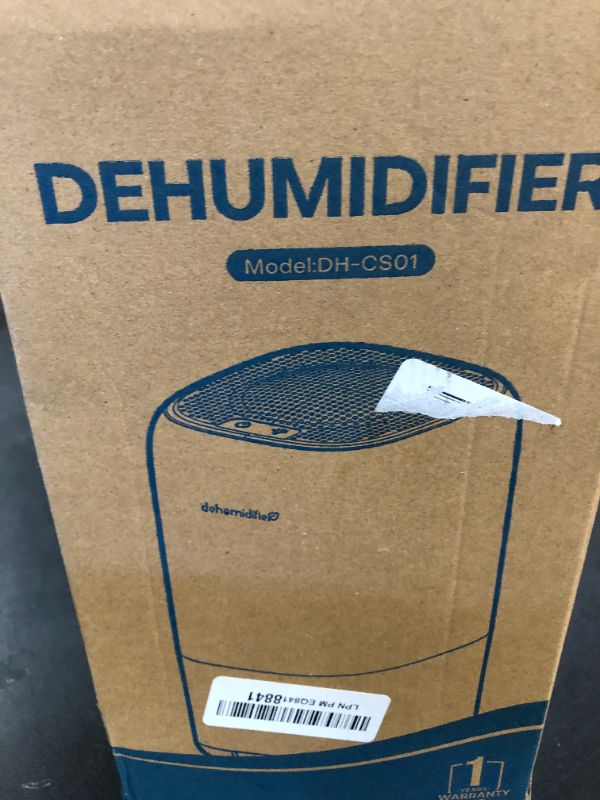 DEHUMIDIFIER
Model:DH-CS01
dehumidifier
LPN PM EQ8418841
1
YEARS
WARRANTY